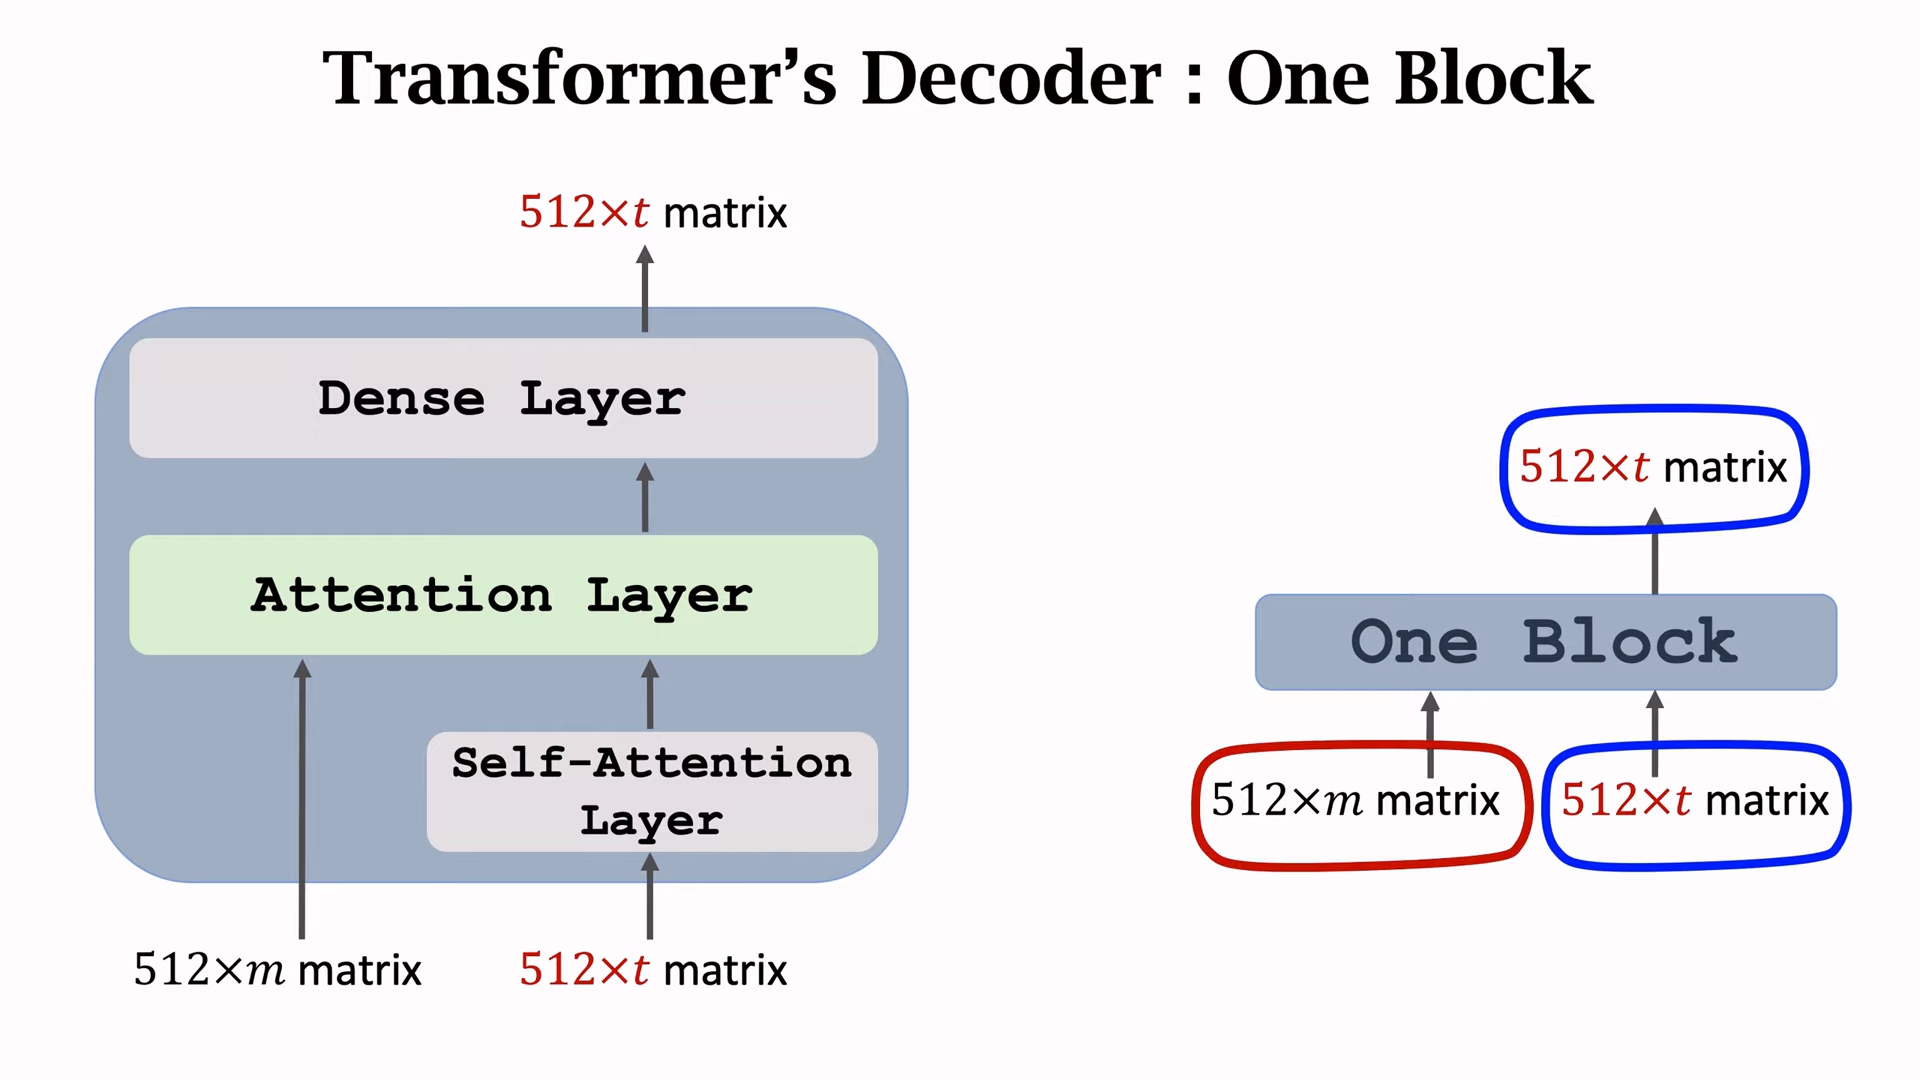 Transformer’s Decoder : One Block
512×t matrix
Dense Layer
Attention Layer
Self-Attention
Layer
512×m matrix
512×t matrix
512×t matrix
One Block
512×m matrix
512×t matrix